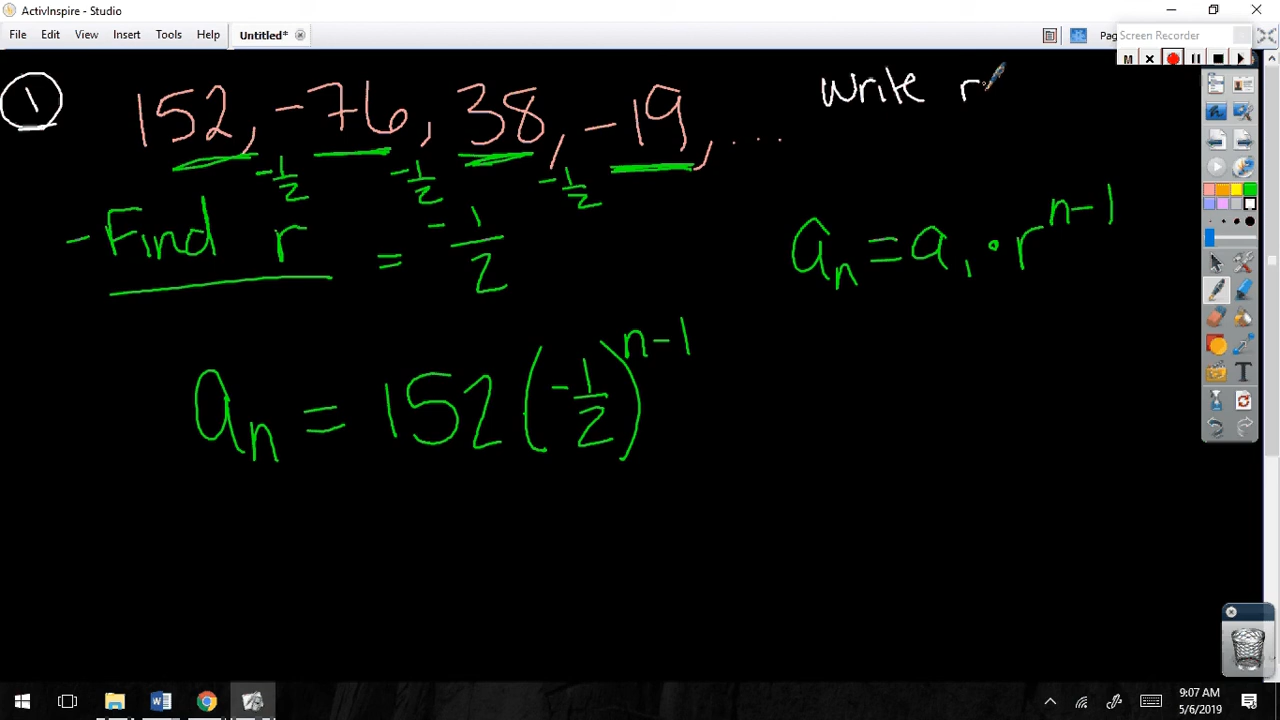 ActivInspire - Studio
File Edit View Insert Tools Help Untitled* Pag Screen Recorder
① 152, -76, 38, -19, ... Write r
-1/2 -1/2 -1/2
- Find r = -1/2
aₙ = a₁ · r^(n-1)
aₙ = 152(-1/2)^(n-1)
9:07 AM
5/6/2019